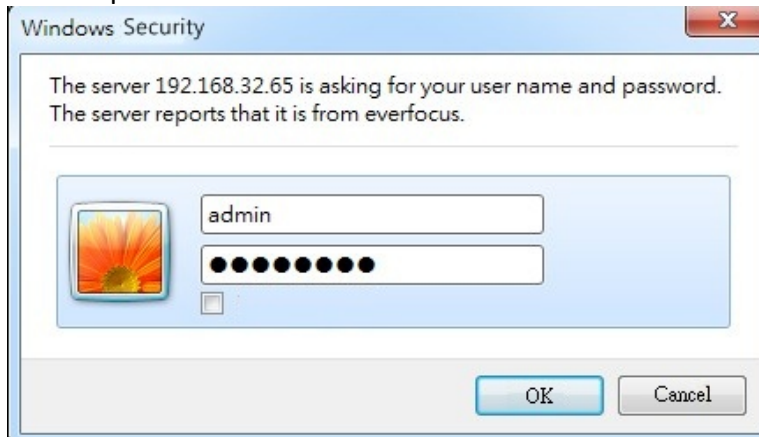 Windows Security
The server 192.168.32.65 is asking for your user name and password.
The server reports that it is from everfocus.
admin
●●●●●●●●
OK Cancel